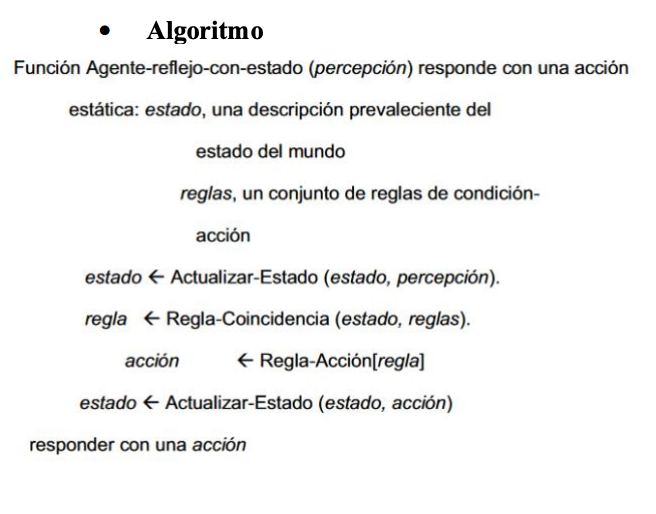 • Algoritmo
Función Agente-reflejo-con-estado (percepción) responde con una acción
estática: estado, una descripción prevaleciente del
estado del mundo
reglas, un conjunto de reglas de condición-
acción
estado ← Actualizar-Estado (estado, percepción).
regla ← Regla-Coincidencia (estado, reglas).
acción ← Regla-Acción[regla]
estado ← Actualizar-Estado (estado, acción)
responder con una acción